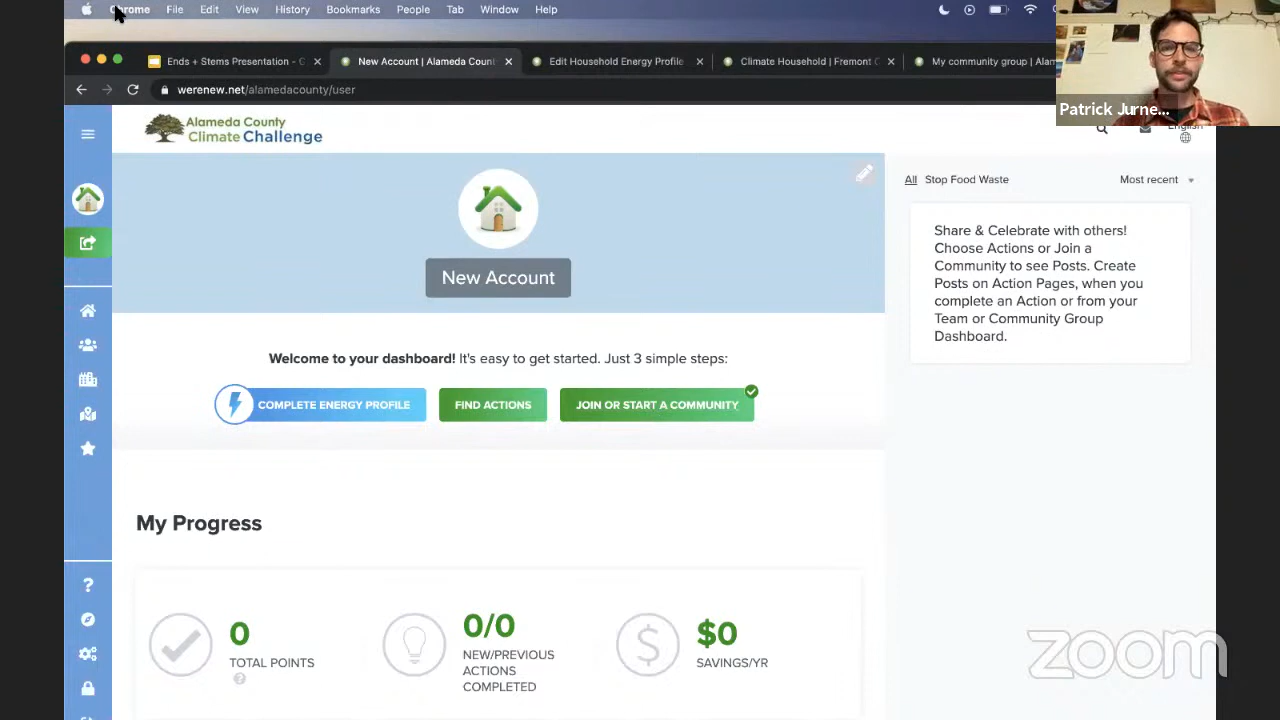 Chrome File Edit View History Bookmarks People Tab Window Help
Ends + Stems Presentation - C
New Account | Alameda Coun
Edit Household Energy Profile
Climate Household | Fremont C
My community group | Alam
werenew.net/alamedacounty/user
Patrick Jurne...
Alameda County
Climate Challenge
English
New Account
All Stop Food Waste Most recent
Share & Celebrate with others!
Choose Actions or Join a
Community to see Posts. Create
Posts on Action Pages, when you
complete an Action or from your
Team or Community Group
Dashboard.
Welcome to your dashboard! It's easy to get started. Just 3 simple steps:
COMPLETE ENERGY PROFILE
FIND ACTIONS
JOIN OR START A COMMUNITY
My Progress
0
TOTAL POINTS
?
0/0
NEW/PREVIOUS
ACTIONS
COMPLETED
$0
SAVINGS/YR
?
zoom